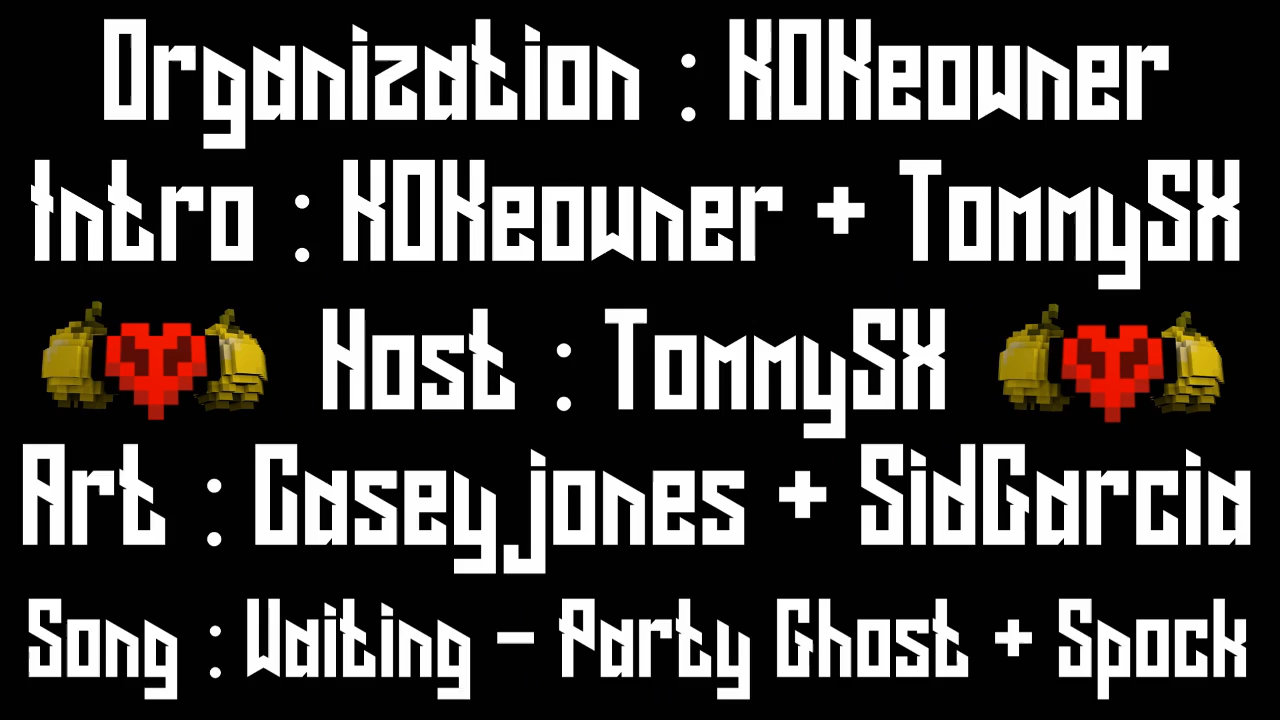 Organization : KOKeowner
Intro : KOKeowner + TommySX
Host : TommySX
Art : Caseyjones + SidGarcia
Song : Waiting - Party Ghost + Spock